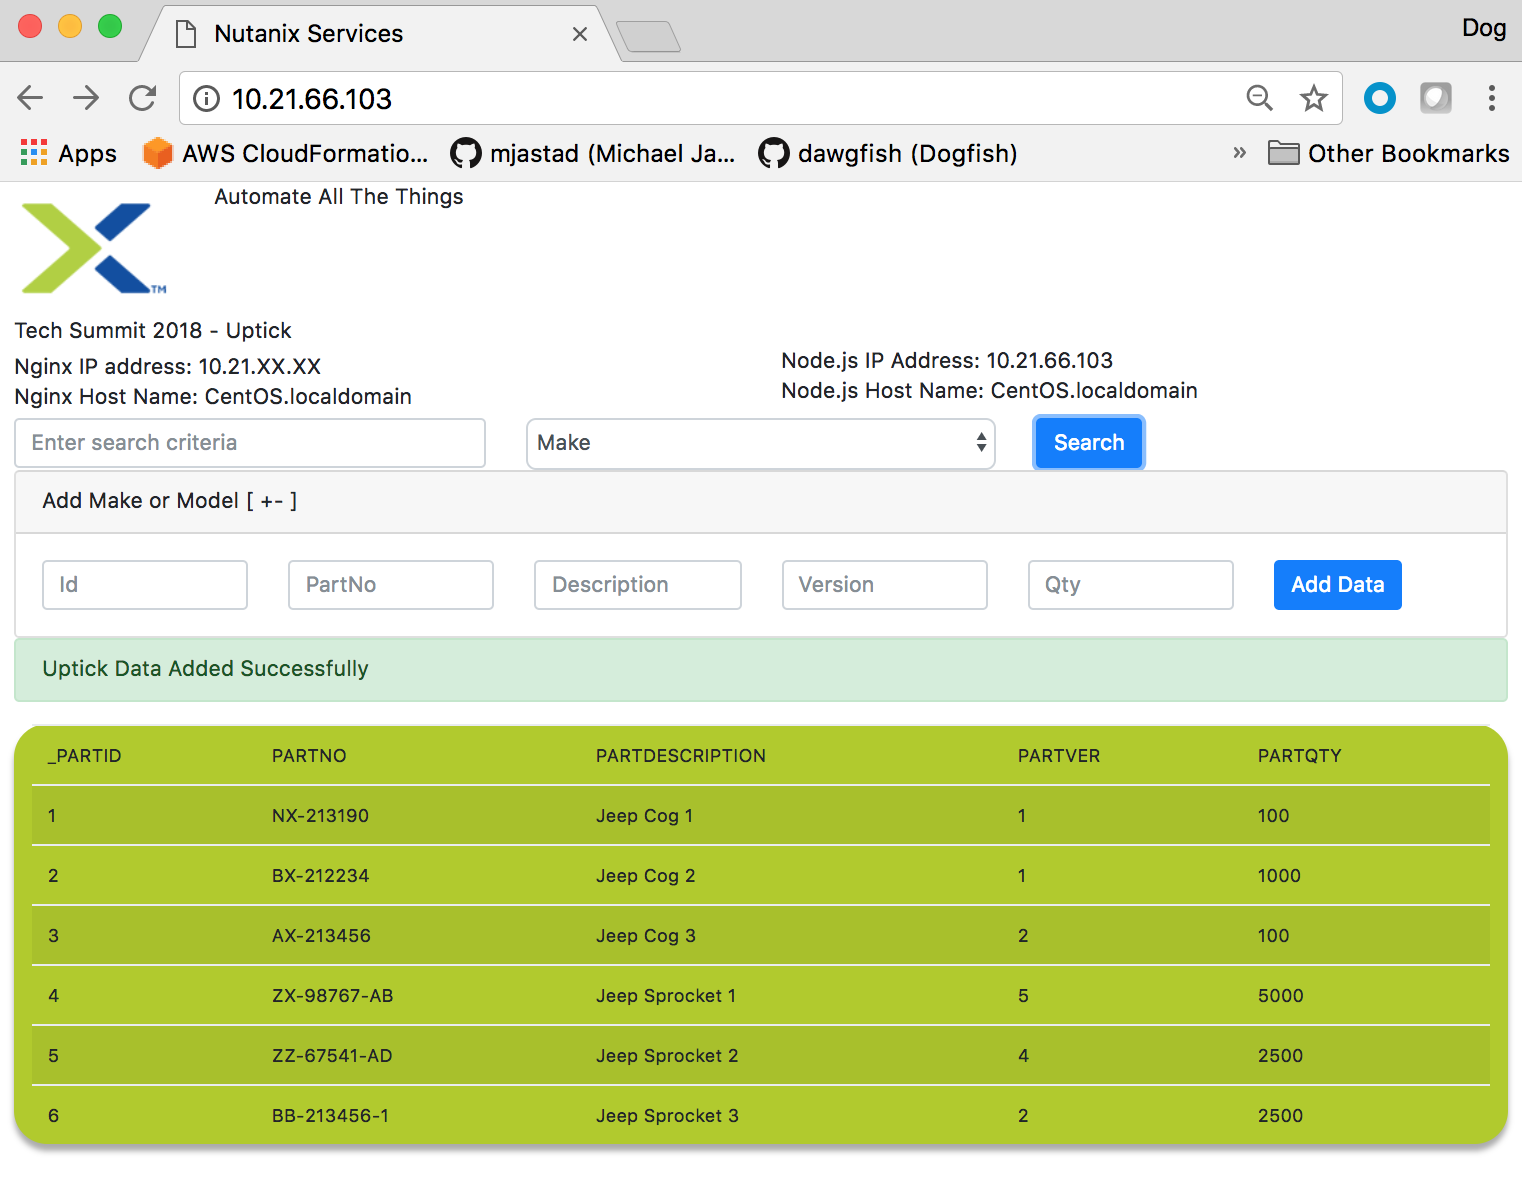 Nutanix Services
Dog
10.21.66.103
Apps AWS CloudFormatio... mjastad (Michael Ja... dawgfish (Dogfish) » Other Bookmarks
Automate All The Things
TM
Tech Summit 2018 - Uptick
Nginx IP address: 10.21.XX.XX
Nginx Host Name: CentOS.localdomain
Node.js IP Address: 10.21.66.103
Node.js Host Name: CentOS.localdomain
Enter search criteria Make Search
Add Make or Model [ +- ]
Id PartNo Description Version Qty Add Data
Uptick Data Added Successfully
_PARTID PARTNO PARTDESCRIPTION PARTVER PARTQTY
1 NX-213190 Jeep Cog 1 1 100
2 BX-212234 Jeep Cog 2 1 1000
3 AX-213456 Jeep Cog 3 2 100
4 ZX-98767-AB Jeep Sprocket 1 5 5000
5 ZZ-67541-AD Jeep Sprocket 2 4 2500
6 BB-213456-1 Jeep Sprocket 3 2 2500